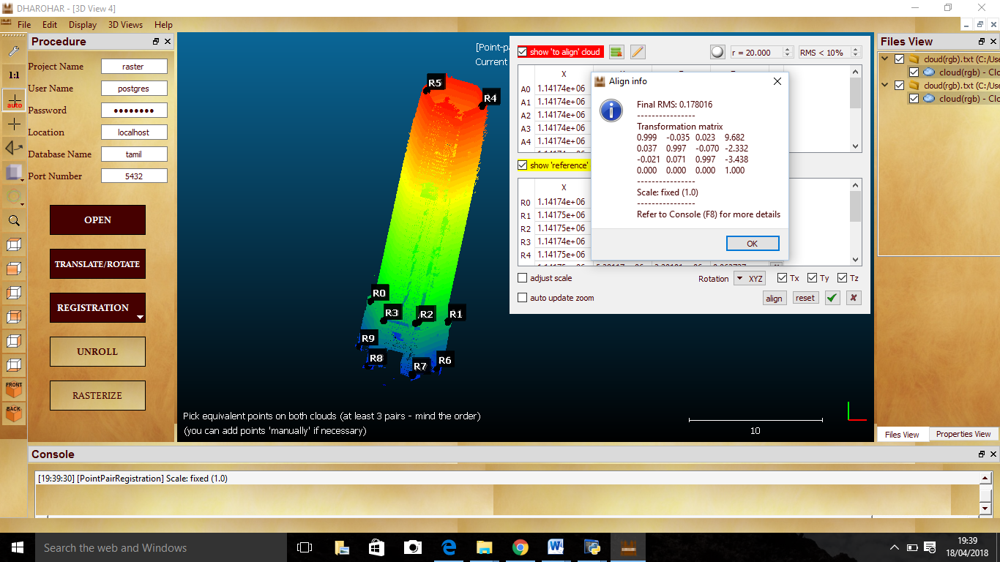 DHAROHAR - [3D View 4]
File Edit Display 3D Views Help
Procedure
Project Name raster
User Name postgres
Password ●●●●●●●●
Location localhost
Database Name tamil
Port Number 5432
OPEN
TRANSLATE/ROTATE
REGISTRATION
UNROLL
RASTERIZE
1:1
auto
FRONT
BACK
[Point-pa
Current
R5
R4
R0
R3
R2
R1
R9
R8
R7
R6
Pick equivalent points on both clouds (at least 3 pairs - mind the order)
(you can add points 'manually' if necessary)
10
show 'to align' cloud
r = 20.000
RMS < 10%
X
A0 1.14174e+06
A1 1.14174e+06
A2 1.14174e+06
A3 1.14174e+06
A4 1.14174e+06
show 'reference'
X
R0 1.14174e+06
R1 1.14175e+06
R2 1.14175e+06
R3 1.14174e+06
R4 1.14175e+06
Align info
Final RMS: 0.178016
----------------
Transformation matrix
0.999 -0.035 0.023 9.682
0.037 0.997 -0.070 -2.332
-0.021 0.071 0.997 -3.438
0.000 0.000 0.000 1.000
----------------
Scale: fixed (1.0)
----------------
Refer to Console (F8) for more details
OK
adjust scale
Rotation XYZ Tx Ty Tz
auto update zoom
align reset
Files View
cloud(rgb).txt (C:/Use
cloud(rgb) - Clo
cloud(rgb).txt (C:/Use
cloud(rgb) - Clo
Files View Properties View
Console
[19:39:30] [PointPairRegistration] Scale: fixed (1.0)
Search the web and Windows
19:39
18/04/2018